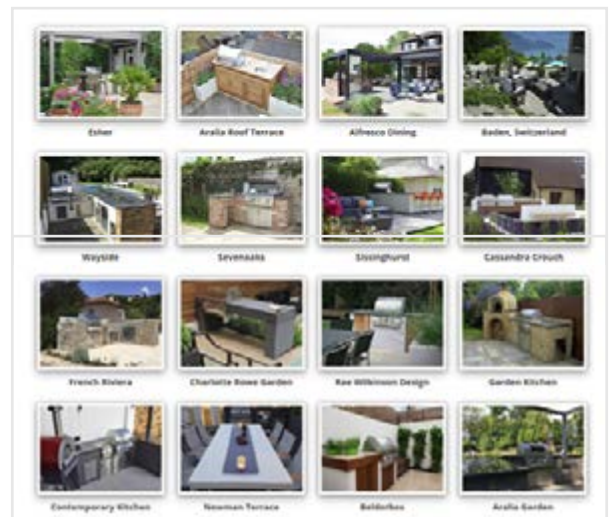 Esher
Aralia Roof Terrace
Alfresco Dining
Baden, Switzerland
Wayside
Sevenoaks
Sissinghurst
Cassandra Crouch
French Riviera
Charlotte Rowe Garden
Rae Wilkinson Design
Garden Kitchen
Contemporary Kitchen
Newman Terrace
Belderbos
Aralia Garden